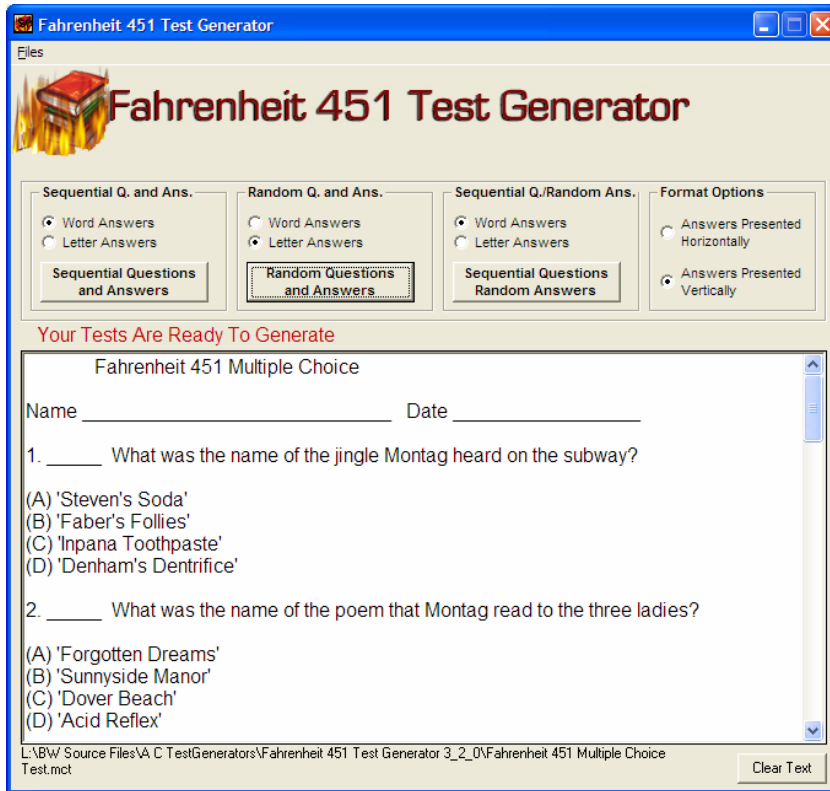 Fahrenheit 451 Test Generator
Files
Fahrenheit 451 Test Generator
Sequential Q. and Ans.
Word Answers
Letter Answers
Sequential Questions
and Answers
Random Q. and Ans.
Word Answers
Letter Answers
Random Questions
and Answers
Sequential Q./Random Ans.
Word Answers
Letter Answers
Sequential Questions
Random Answers
Format Options
Answers Presented
Horizontally
Answers Presented
Vertically
Your Tests Are Ready To Generate
Fahrenheit 451 Multiple Choice
Name ____________________________ Date _________________
1. _____ What was the name of the jingle Montag heard on the subway?
(A) 'Steven's Soda'
(B) 'Faber's Follies'
(C) 'Inpana Toothpaste'
(D) 'Denham's Dentrifice'
2. _____ What was the name of the poem that Montag read to the three ladies?
(A) 'Forgotten Dreams'
(B) 'Sunnyside Manor'
(C) 'Dover Beach'
(D) 'Acid Reflex'
L:\BW Source Files\A C TestGenerators\Fahrenheit 451 Test Generator 3_2_0\Fahrenheit 451 Multiple Choice
Test.mct
Clear Text